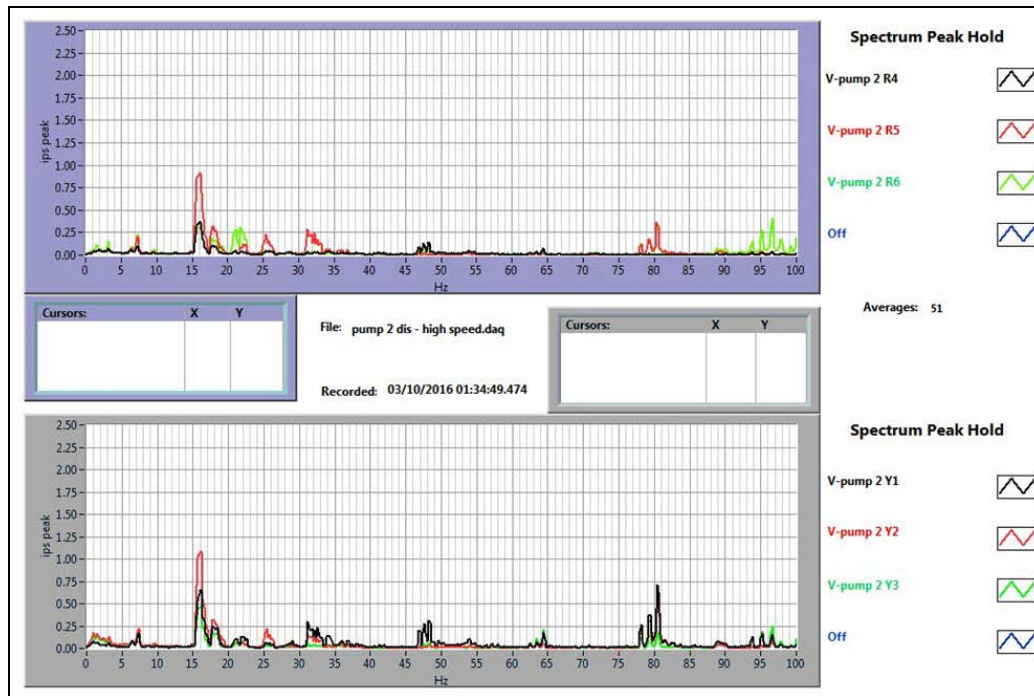 Spectrum Peak Hold
2.50
2.25
2.00
1.75
1.50
1.25
1.00
0.75
0.50
0.25
0.00
ips peak
0 5 10 15 20 25 30 35 40 45 50 55 60 65 70 75 80 85 90 95 100
Hz
V-pump 2 R4
V-pump 2 R5
V-pump 2 R6
Off
Cursors: X Y
File: pump 2 dis - high speed.daq
Recorded: 03/10/2016 01:34:49.474
Cursors: X Y
Averages: 51
Spectrum Peak Hold
2.50
2.25
2.00
1.75
1.50
1.25
1.00
0.75
0.50
0.25
0.00
ips peak
0 5 10 15 20 25 30 35 40 45 50 55 60 65 70 75 80 85 90 95 100
Hz
V-pump 2 Y1
V-pump 2 Y2
V-pump 2 Y3
Off